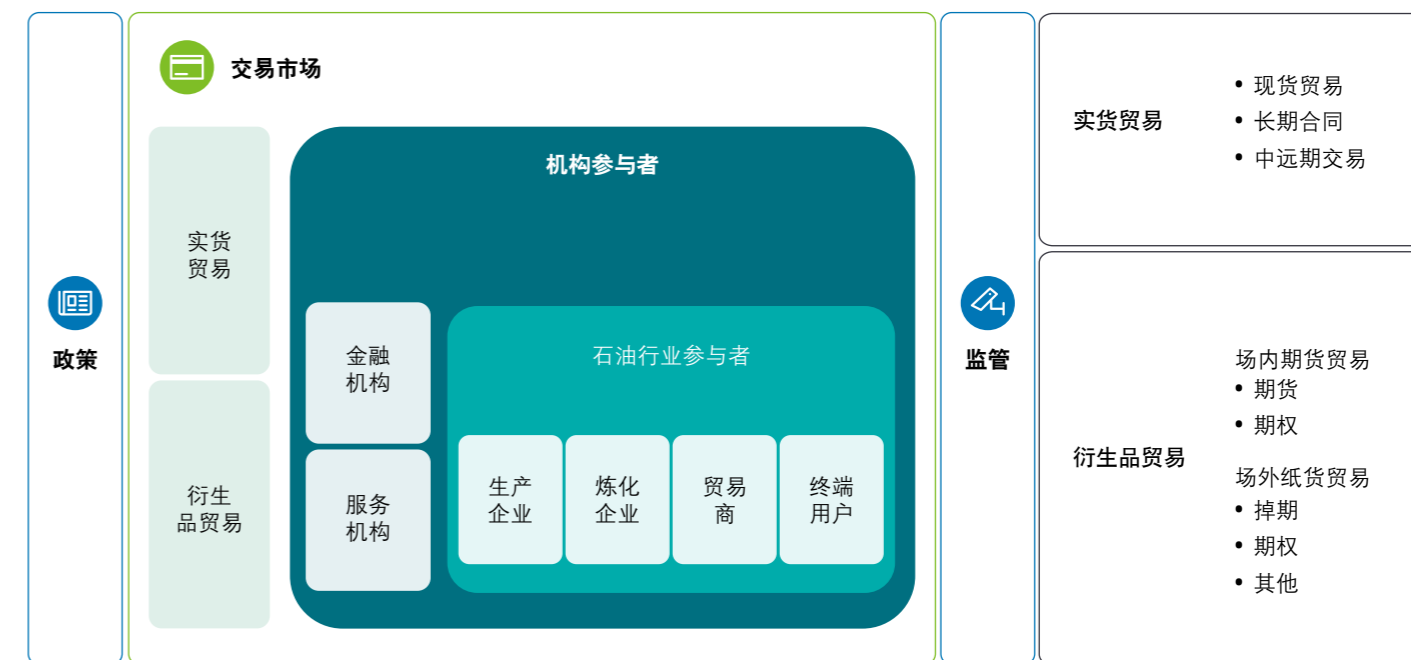 政策
交易市场
实货
贸易
衍生
品贸易
机构参与者
金融
机构
服务
机构
石油行业参与者
生产
企业
炼化
企业
贸易
商
终端
用户
监管
实货贸易
• 现货贸易
• 长期合同
• 中远期交易
衍生品贸易
场内期货贸易
• 期货
• 期权
场外纸货贸易
• 掉期
• 期权
• 其他